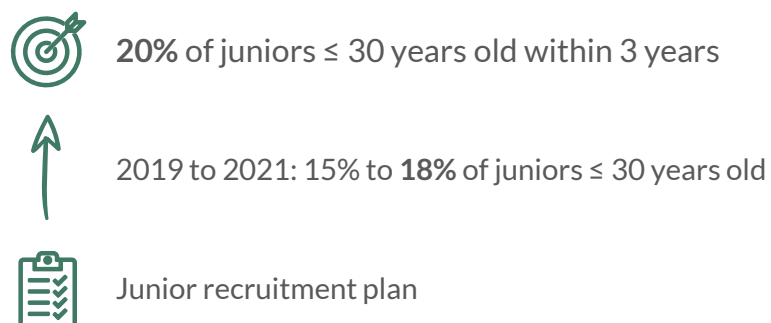 20% of juniors ≤ 30 years old within 3 years
2019 to 2021: 15% to 18% of juniors ≤ 30 years old
Junior recruitment plan